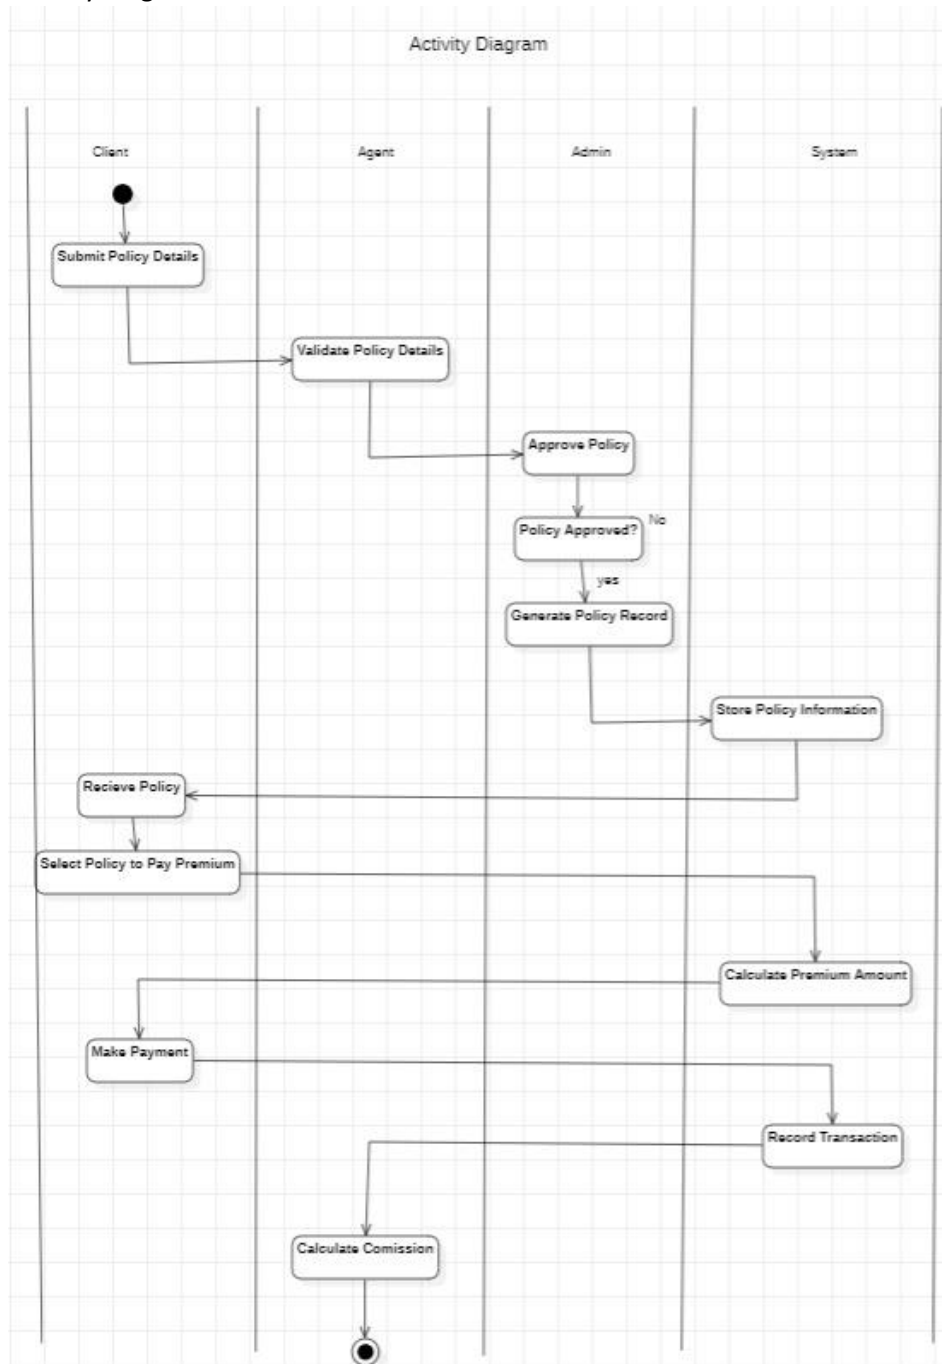 Activity Diagram
Client
Agent
Admin
System
Submit Policy Details
Validate Policy Details
Approve Policy
Policy Approved?
No
yes
Generate Policy Record
Store Policy Information
Recieve Policy
Select Policy to Pay Premium
Calculate Premium Amount
Make Payment
Record Transaction
Calculate Comission